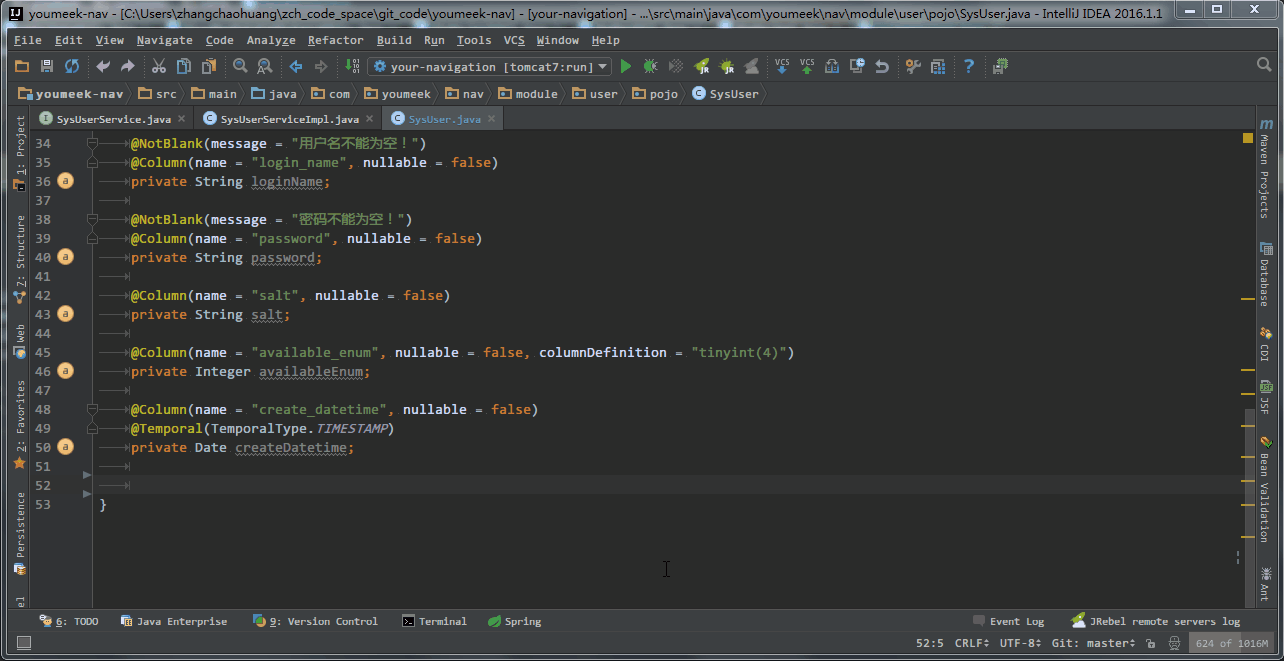 youmeek-nav - [C:\Users\zhangchaohuang\zch_code_space\git_code\youmeek-nav] - [your-navigation] - ...\src\main\java\com\youmeek\nav\module\user\pojo\SysUser.java - IntelliJ IDEA 2016.1.1
File Edit View Navigate Code Analyze Refactor Build Run Tools VCS Window Help
your-navigation [tomcat7:run]
youmeek-nav src main java com youmeek nav module user pojo SysUser
SysUserService.java SysUserServiceImpl.java SysUser.java
34 @NotBlank(message = "用户名不能为空！")
35 @Column(name = "login_name", nullable = false)
36 private String loginName;
37
38 @NotBlank(message = "密码不能为空！")
39 @Column(name = "password", nullable = false)
40 private String password;
41
42 @Column(name = "salt", nullable = false)
43 private String salt;
44
45 @Column(name = "available_enum", nullable = false, columnDefinition = "tinyint(4)")
46 private Integer availableEnum;
47
48 @Column(name = "create_datetime", nullable = false)
49 @Temporal(TemporalType.TIMESTAMP)
50 private Date createDatetime;
51
52
53 }
1: Project
7: Structure
Web
2: Favorites
Persistence
Maven Projects
Database
CDI
JSF
Bean Validation
Ant
6: TODO Java Enterprise 9: Version Control Terminal Spring Event Log JRebel remote servers log
52:5 CRLF UTF-8 Git: master 624 of 1016M